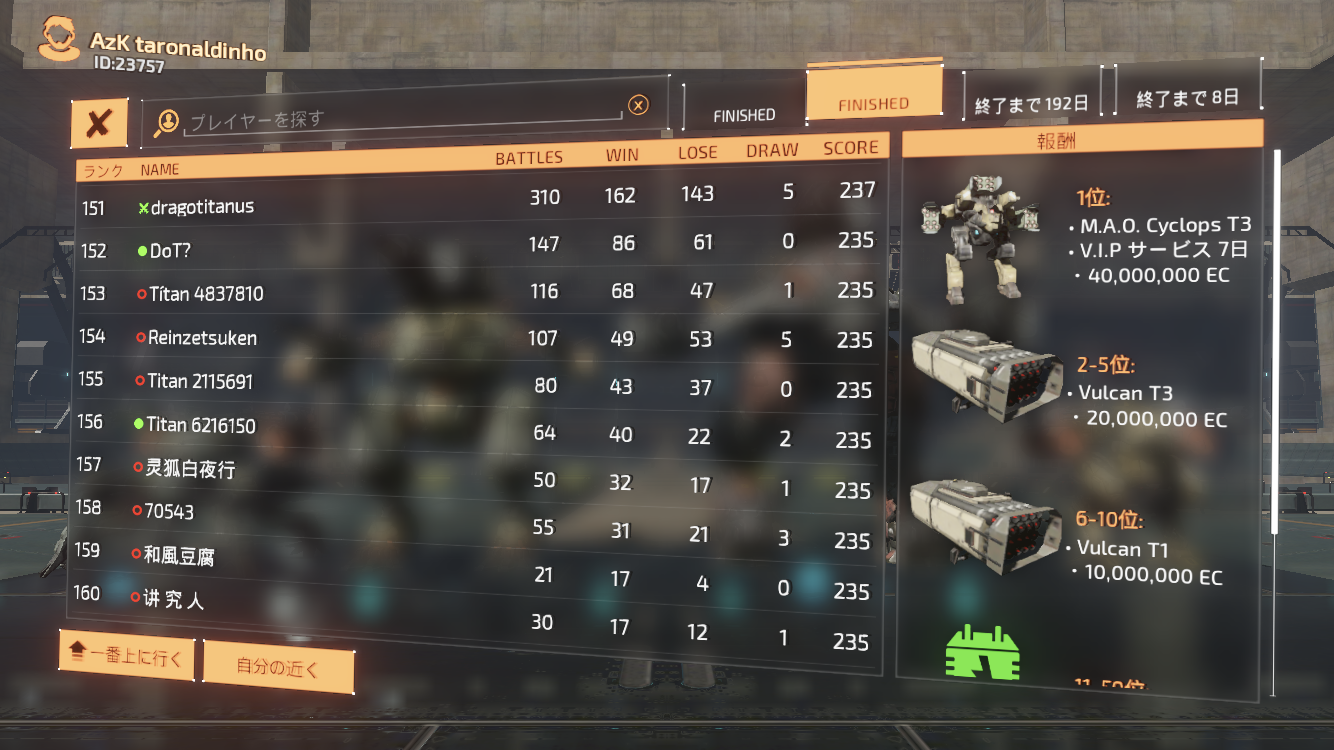 AzK taronaldinho
ID:23757
プレイヤーを探す
FINISHED
FINISHED
終了まで 192日
終了まで 8日
ランク NAME BATTLES WIN LOSE DRAW SCORE
151 dragotitanus 310 162 143 5 237
152 DoT? 147 86 61 0 235
153 Titan 4837810 116 68 47 1 235
154 Reinzetsuken 107 49 53 5 235
155 Titan 2115691 80 43 37 0 235
156 Titan 6216150 64 40 22 2 235
157 灵狐白夜行 50 32 17 1 235
158 70543 55 31 21 3 235
159 和風豆腐 21 17 4 0 235
160 讲 究 人 30 17 12 1 235
一番上に行く
自分の近く
報酬
1位:
• M.A.O. Cyclops T3
• V.I.P サービス 7日
• 40,000,000 EC
2-5位:
• Vulcan T3
• 20,000,000 EC
6-10位:
• Vulcan T1
• 10,000,000 EC
11-50位: